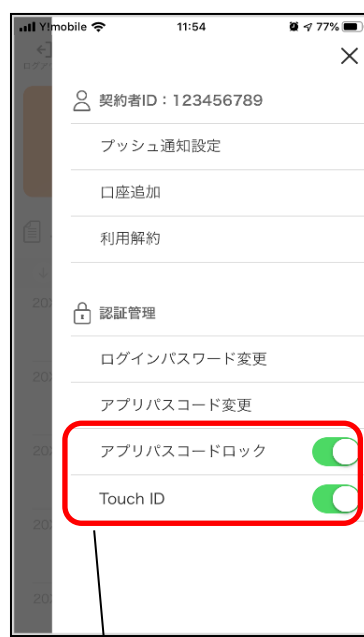 Y!mobile 11:54 77%
契約者ID：123456789
プッシュ通知設定
口座追加
利用解約
認証管理
ログインパスワード変更
アプリパスコード変更
アプリパスコードロック
Touch ID